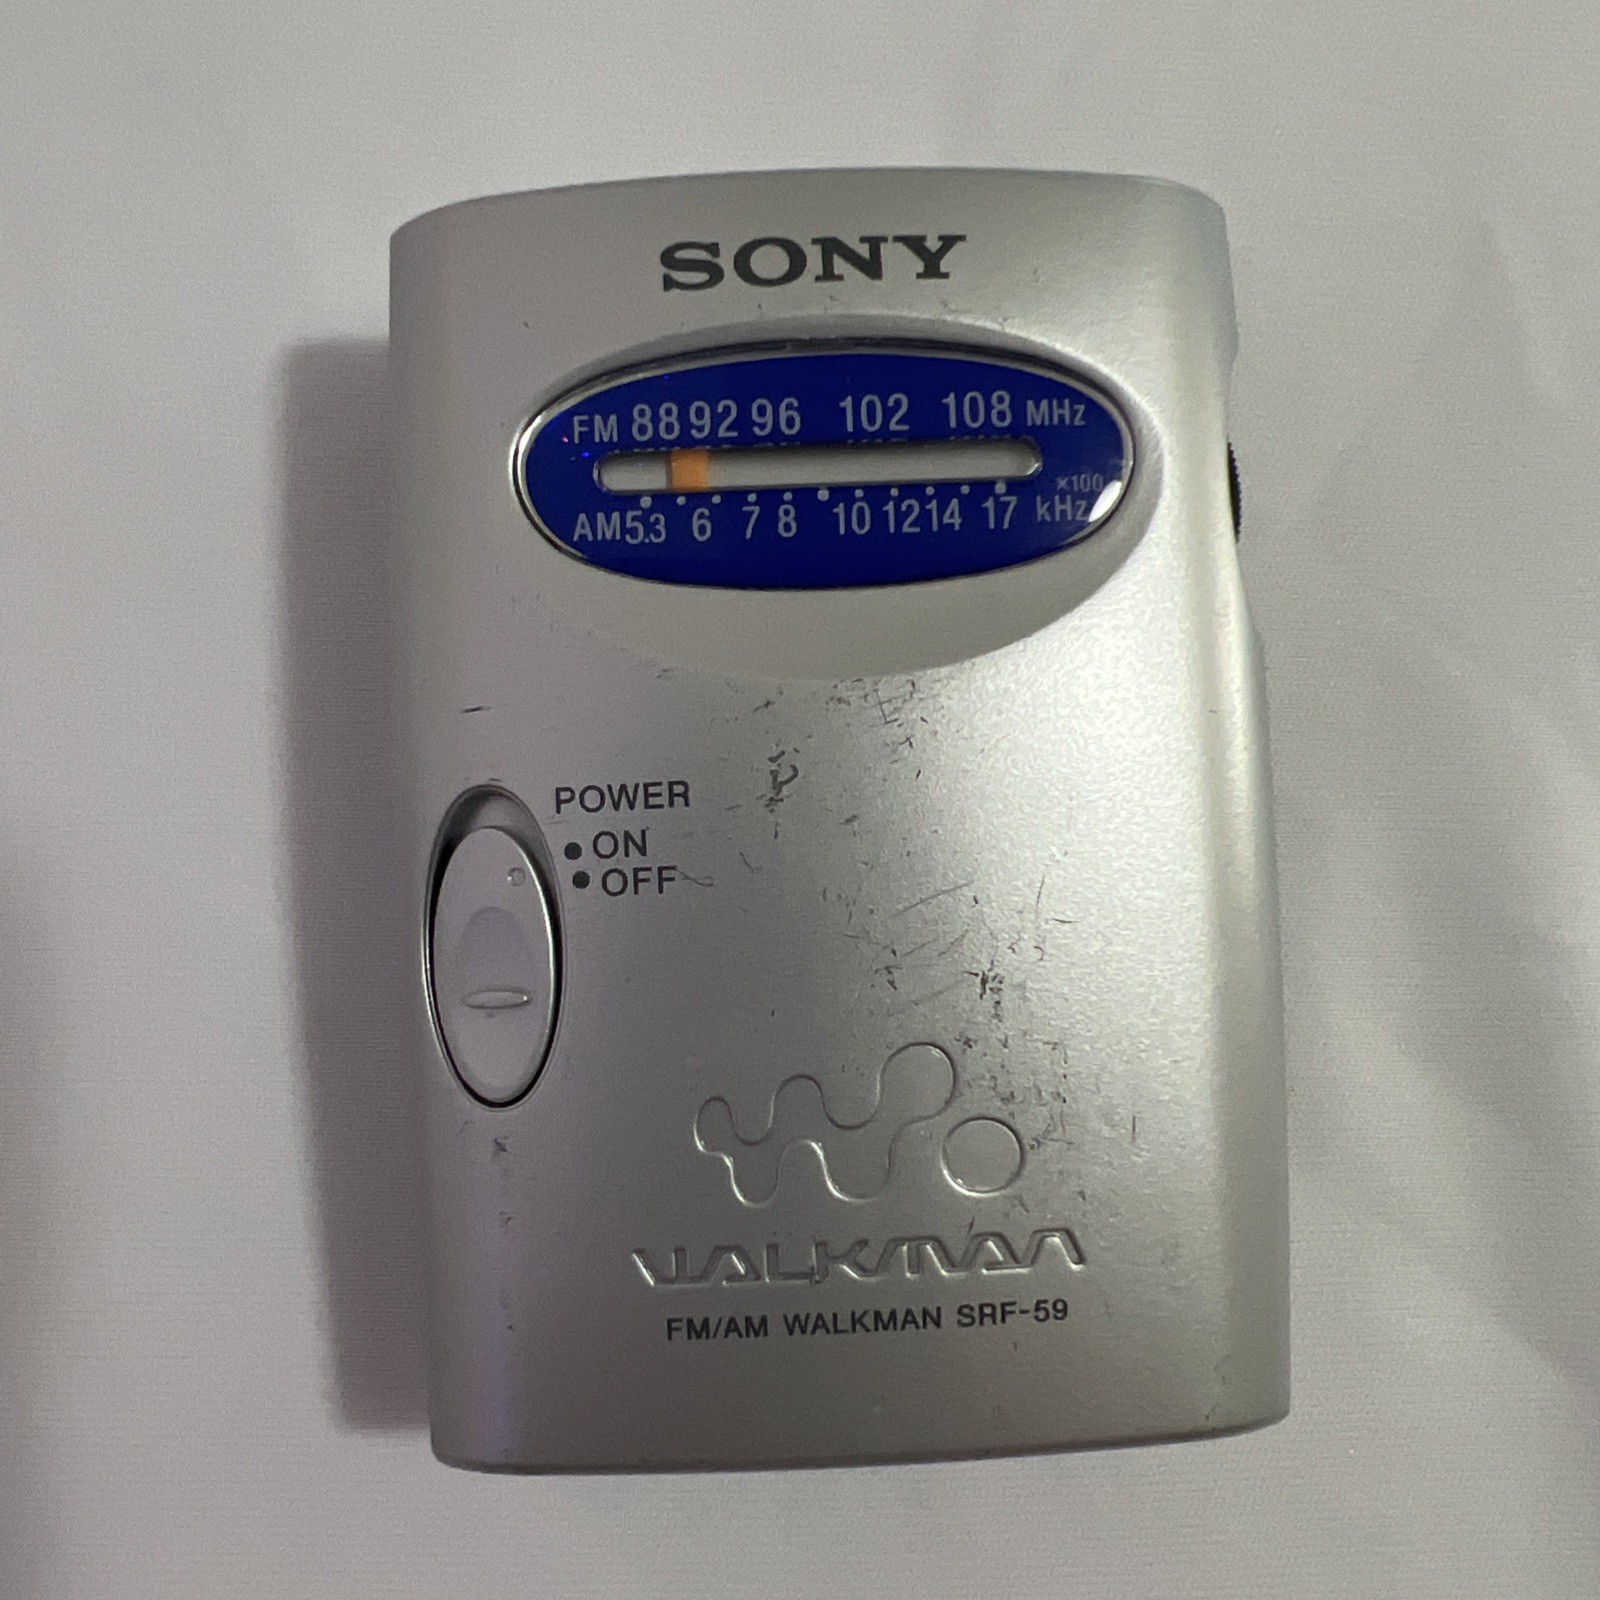 SONY
FM 88 92 96 102 108 MHz
×100
AM 5.3 6 7 8 10 12 14 17 kHz
POWER
• ON
• OFF
WALKMAN
FM/AM WALKMAN SRF-59